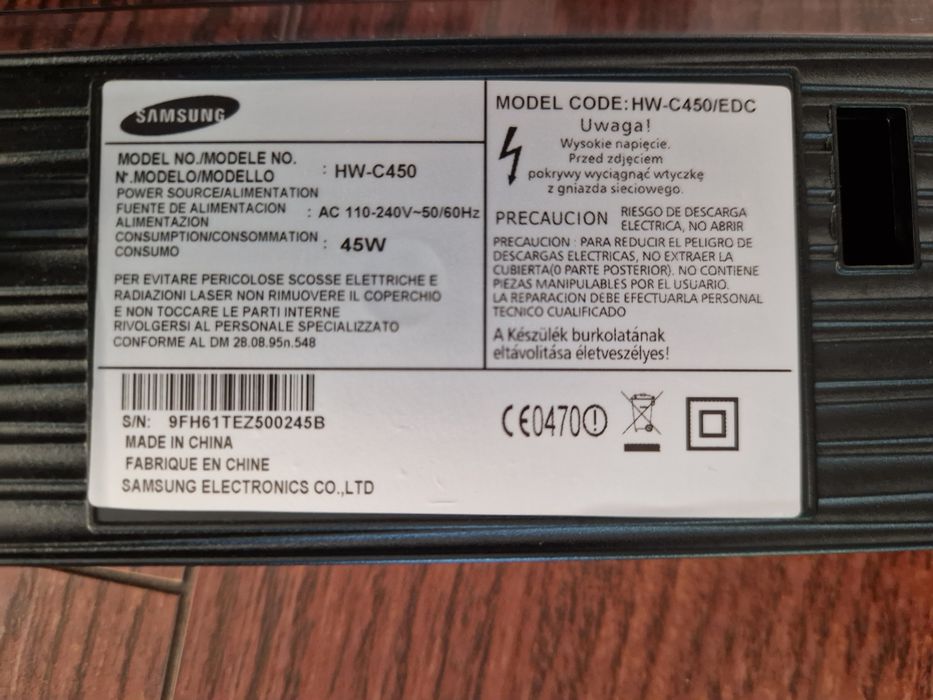 SAMSUNG
MODEL NO./MODELE NO.
N°.MODELO/MODELLO : HW-C450
POWER SOURCE/ALIMENTATION
FUENTE DE ALIMENTACION : AC 110-240V~50/60Hz
ALIMENTAZION
CONSUMPTION/CONSOMMATION : 45W
CONSUMO
PER EVITARE PERICOLOSE SCOSSE ELETTRICHE E
RADIAZIONI LASER NON RIMUOVERE IL COPERCHIO
E NON TOCCARE LE PARTI INTERNE
RIVOLGERSI AL PERSONALE SPECIALIZZATO
CONFORME AL DM 28.08.95n.548
MODEL CODE:HW-C450/EDC
Uwaga!
Wysokie napięcie.
Przed zdjęciem
pokrywy wyciągnąć wtyczkę
z gniazda sieciowego.
PRECAUCION RIESGO DE DESCARGA
ELECTRICA, NO ABRIR
PRECAUCION : PARA REDUCIR EL PELIGRO DE
DESCARGAS ELECTRICAS, NO EXTRAER LA
CUBIERTA(O PARTE POSTERIOR). NO CONTIENE
PIEZAS MANIPULABLES POR EL USUARIO.
LA REPARACION DEBE EFECTUARLA PERSONAL
TECNICO CUALIFICADO
A Készülék burkolatának
eltávolitása életveszélyes!
S/N: 9FH61TEZ500245B
MADE IN CHINA
FABRIQUE EN CHINE
SAMSUNG ELECTRONICS CO.,LTD
CE0470!